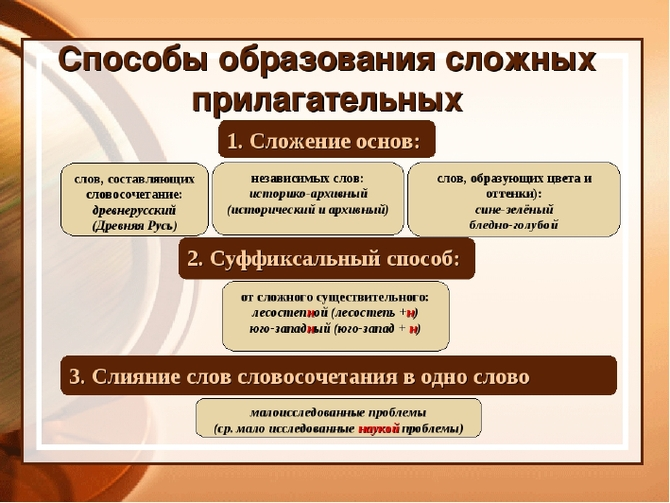 Способы образования сложных
прилагательных
1. Сложение основ:
слов, составляющих
словосочетание:
древнерусский
(Древняя Русь)
независимых слов:
историко-архивный
(исторический и архивный)
слов, образующих цвета и
оттенки):
сине-зелёный
бледно-голубой
2. Суффиксальный способ:
от сложного существительного:
лесостепной (лесостепь +н)
юго-западный (юго-запад + н)
3. Слияние слов словосочетания в одно слово
малоисследованные проблемы
(ср. мало исследованные наукой проблемы)